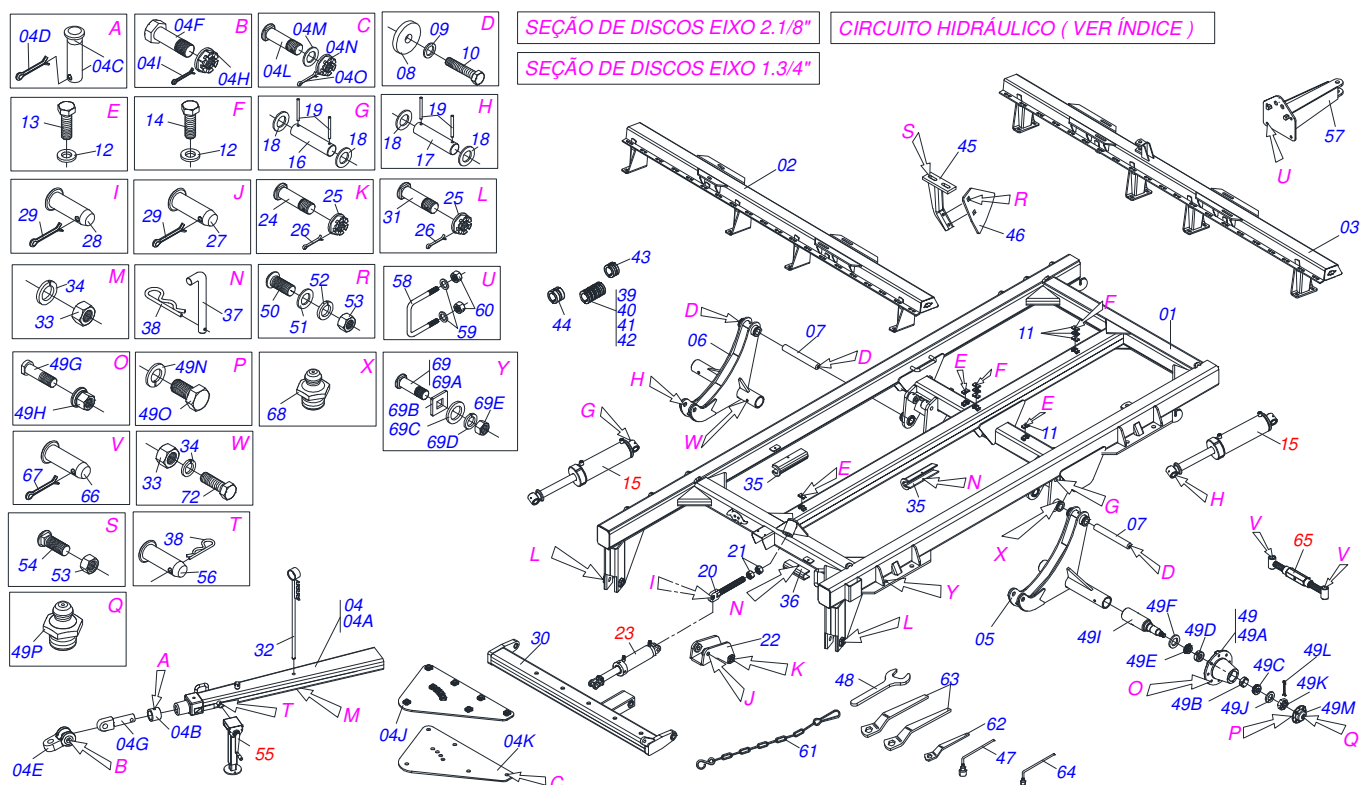 SEÇÃO DE DISCOS EIXO 2.1/8"
CIRCUITO HIDRÁULICO ( VER ÍNDICE )
SEÇÃO DE DISCOS EIXO 1.3/4"
04D A
04C
04F B
04I
04H
04M C
04N
04L
04O
09 D
10
08
E
13
12
F
14
12
19 G
18 18
16
19 H
18 18
17
I
29
28
J
29
27
K
25
24
26
L
25
31
26
M
34
33
N
38
37
R
52
50 53
51
U
58
60
59
O
49G
49H
P
49N
49O
X
68
Y
69
69A
69B 69E
69C
69D
V
67
66
W
34
33
72
S
54
53
T
38
56
Q
49P
02
S 45
R
46
57
U
03
43
39
40
41
42
44
D
07
06
D
H
W
G
15
01
F
11
E F
E
11
E
35
N
35
15
H
G
X
07
D
V
65
V
L
21
20
I
N
36
Y
L
05
49I
49F
49D
49E
49
49A
49C
49L
49K
49J
49B
49M
O
P
Q
23
22
K
J
30
32
04
04A
A
T
M
04B
04G
04E
B
55
04J
04K
C
48
63
62
61
47
64